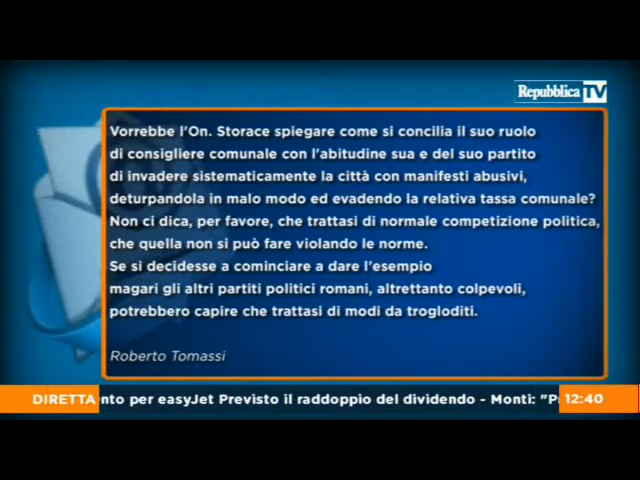 Repubblica TV
Vorrebbe l'On. Storace spiegare come si concilia il suo ruolo
di consigliere comunale con l'abitudine sua e del suo partito
di invadere sistematicamente la città con manifesti abusivi,
deturpandola in malo modo ed evadendo la relativa tassa comunale?
Non ci dica, per favore, che trattasi di normale competizione politica,
che quella non si può fare violando le norme.
Se si decidesse a cominciare a dare l'esempio
magari gli altri partiti politici romani, altrettanto colpevoli,
potrebbero capire che trattasi di modi da trogloditi.
Roberto Tomassi
DIRETTA nto per easyJet Previsto il raddoppio del dividendo - Monti: "P 12:40